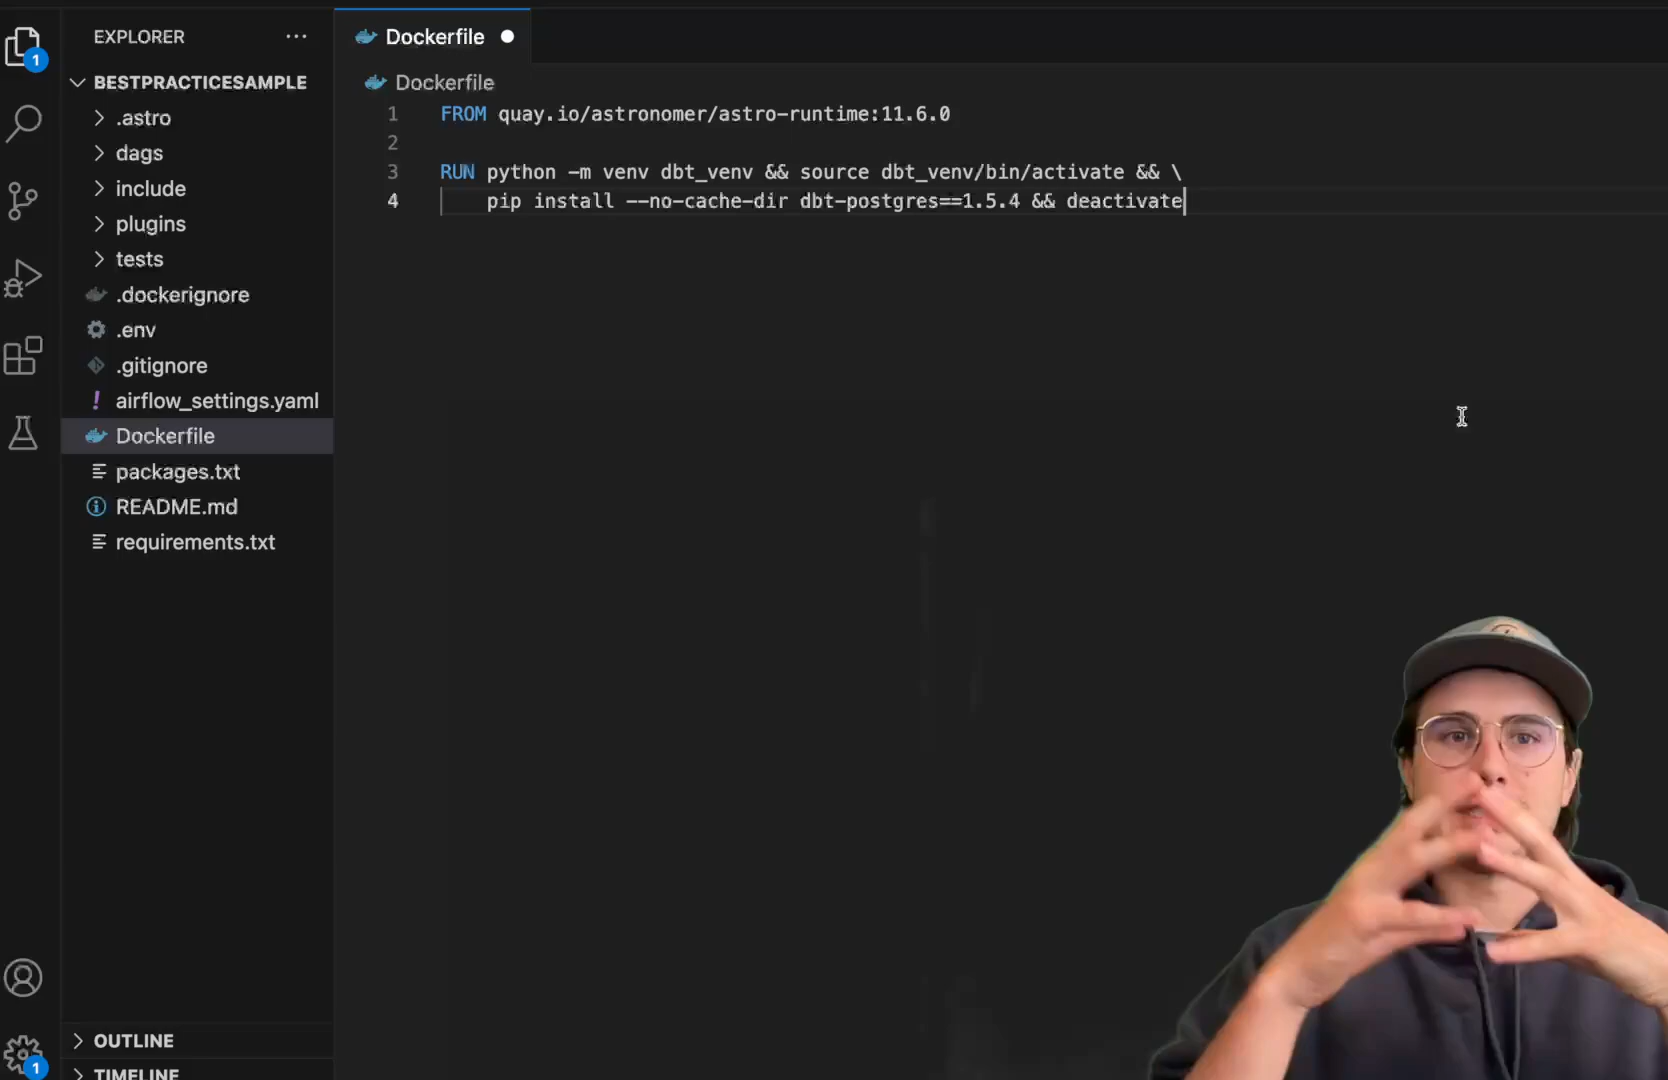 EXPLORER
BESTPRACTICESAMPLE
.astro
dags
include
plugins
tests
.dockerignore
.env
.gitignore
airflow_settings.yaml
Dockerfile
packages.txt
README.md
requirements.txt
OUTLINE
TIMELINE
1
1
Dockerfile
Dockerfile
1 FROM quay.io/astronomer/astro-runtime:11.6.0
2
3 RUN python -m venv dbt_venv && source dbt_venv/bin/activate && \
4 pip install --no-cache-dir dbt-postgres==1.5.4 && deactivate